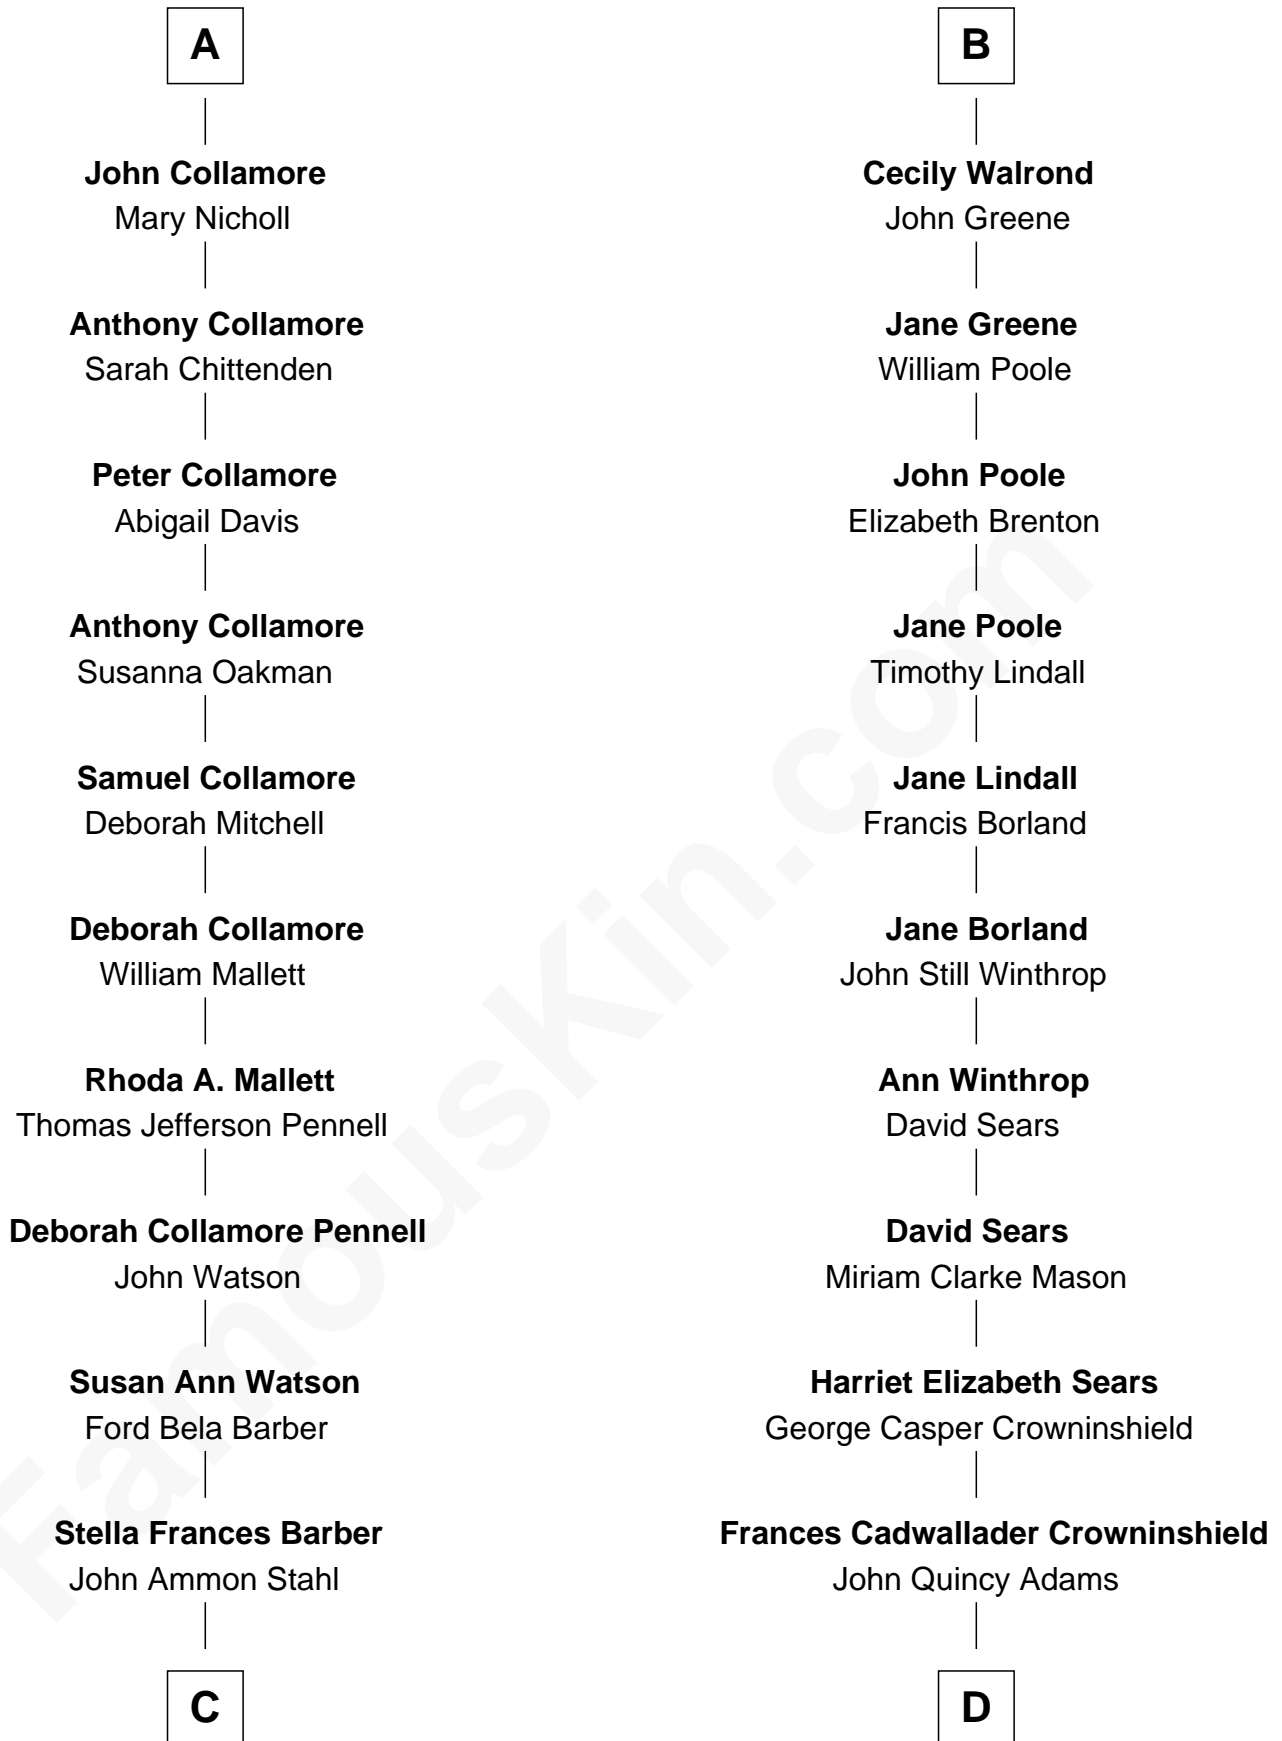 A
John Collamore
Mary Nicholl
Anthony Collamore
Sarah Chittenden
Peter Collamore
Abigail Davis
Anthony Collamore
Susanna Oakman
Samuel Collamore
Deborah Mitchell
Deborah Collamore
William Mallett
Rhoda A. Mallett
Thomas Jefferson Pennell
Deborah Collamore Pennell
John Watson
Susan Ann Watson
Ford Bela Barber
Stella Frances Barber
John Ammon Stahl
C
B
Cecily Walrond
John Greene
Jane Greene
William Poole
John Poole
Elizabeth Brenton
Jane Poole
Timothy Lindall
Jane Lindall
Francis Borland
Jane Borland
John Still Winthrop
Ann Winthrop
David Sears
David Sears
Miriam Clarke Mason
Harriet Elizabeth Sears
George Casper Crowninshield
Frances Cadwallader Crowninshield
John Quincy Adams
D
FamousKin.com